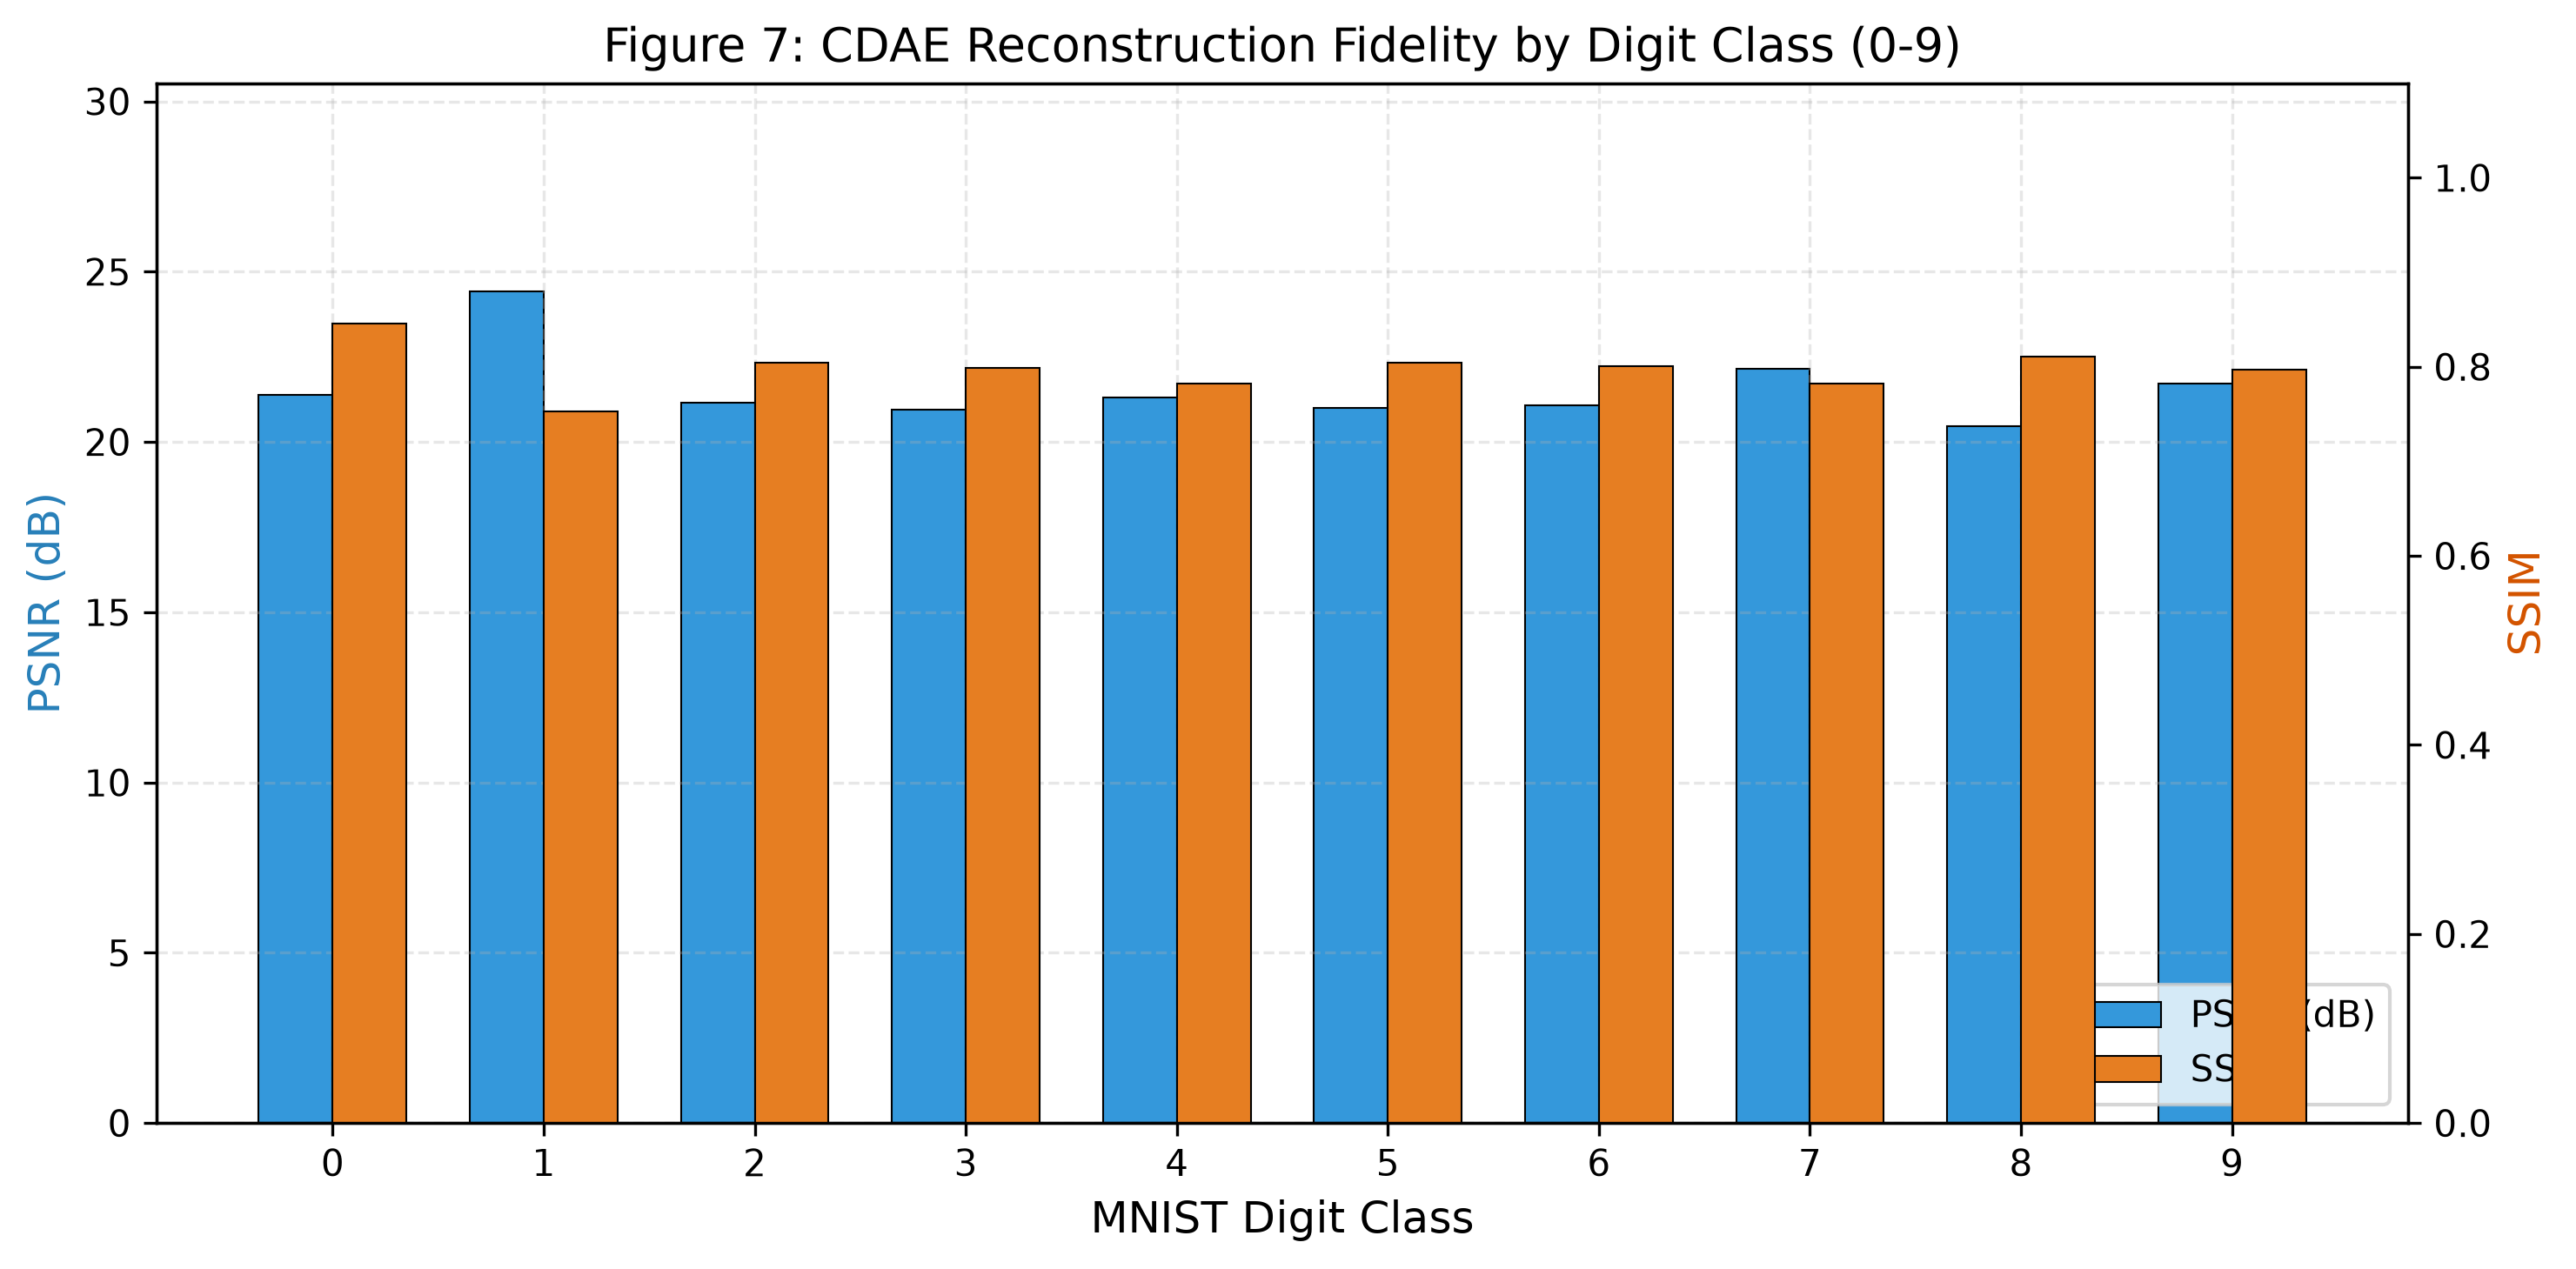 Figure 7: CDAE Reconstruction Fidelity by Digit Class (0-9)
30
25
20
15
10
5
0
PSNR (dB)
1.0
0.8
0.6
0.4
0.2
0.0
SSIM
PS (dB)
SS
0 1 2 3 4 5 6 7 8 9
MNIST Digit Class